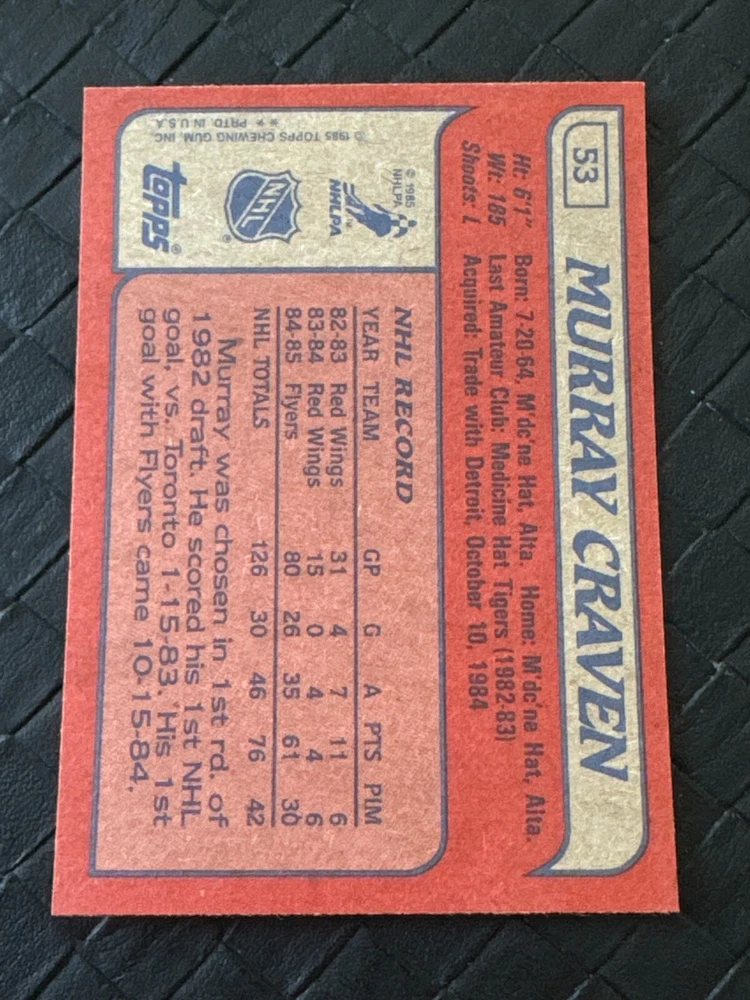 53
MURRAY CRAVEN
Ht: 6'1" Born: 7-20-64, M'dc'ne Hat, Alta. Home: M'dc'ne Hat, Alta.
Wt: 185 Last Amateur Club: Medicine Hat Tigers (1982-83)
Shoots: L Acquired: Trade with Detroit, October 10, 1984
© 1985
NHLPA
NHLPA
TM
NHL
®
topps®
© 1985 TOPPS CHEWING GUM, INC.
** PRTD. IN U.S.A.
NHL RECORD
YEAR TEAM GP G A PTS PIM
82-83 Red Wings 31 4 7 11 6
83-84 Red Wings 15 0 4 4 6
84-85 Flyers 80 26 35 61 30
NHL TOTALS 126 30 46 76 42
Murray was chosen in 1st rd. of
1982 draft. He scored his 1st NHL
goal, vs. Toronto 1-15-83. His 1st
goal with Flyers came 10-15-84.